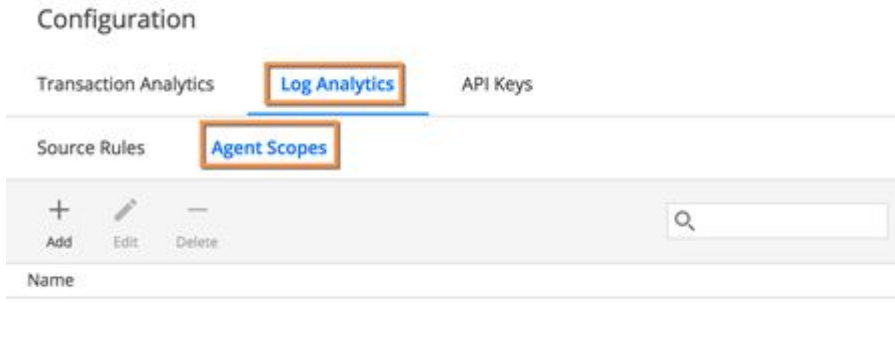 Configuration
Transaction Analytics Log Analytics API Keys
Source Rules Agent Scopes
Add Edit Delete
Name